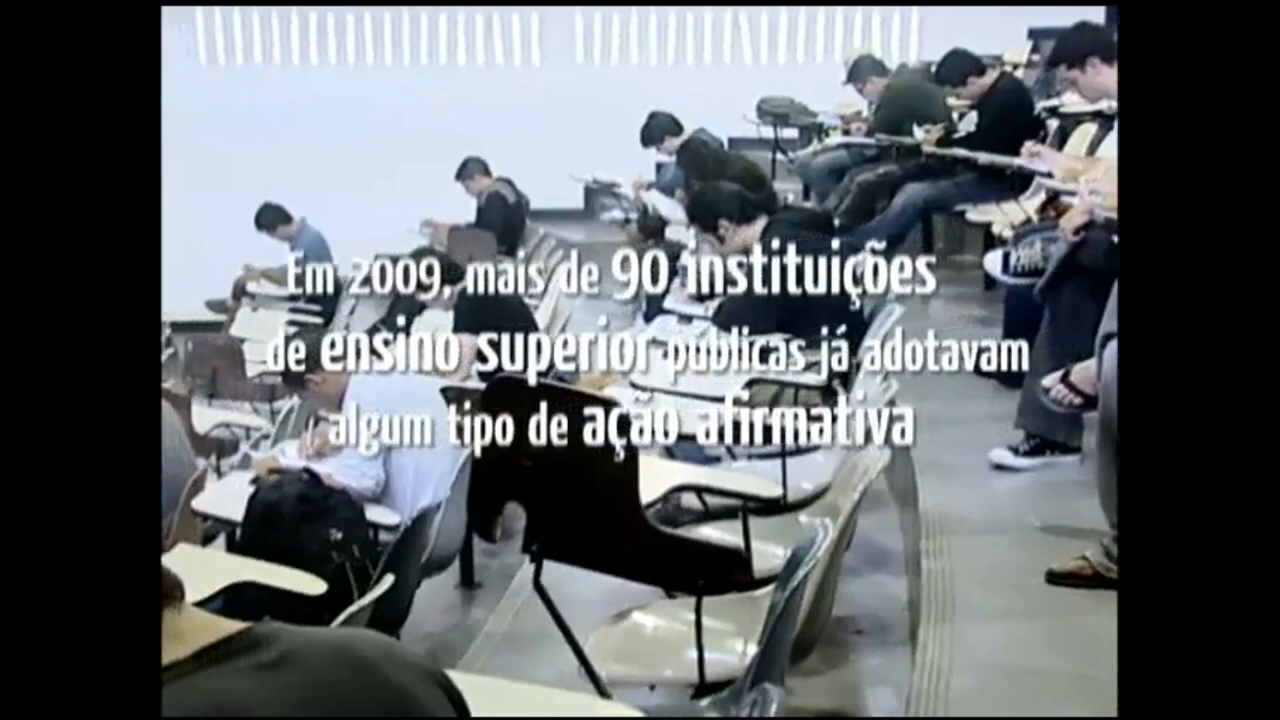 Em 2009, mais de 90 instituições
de ensino superior públicas já adotavam
algum tipo de ação afirmativa